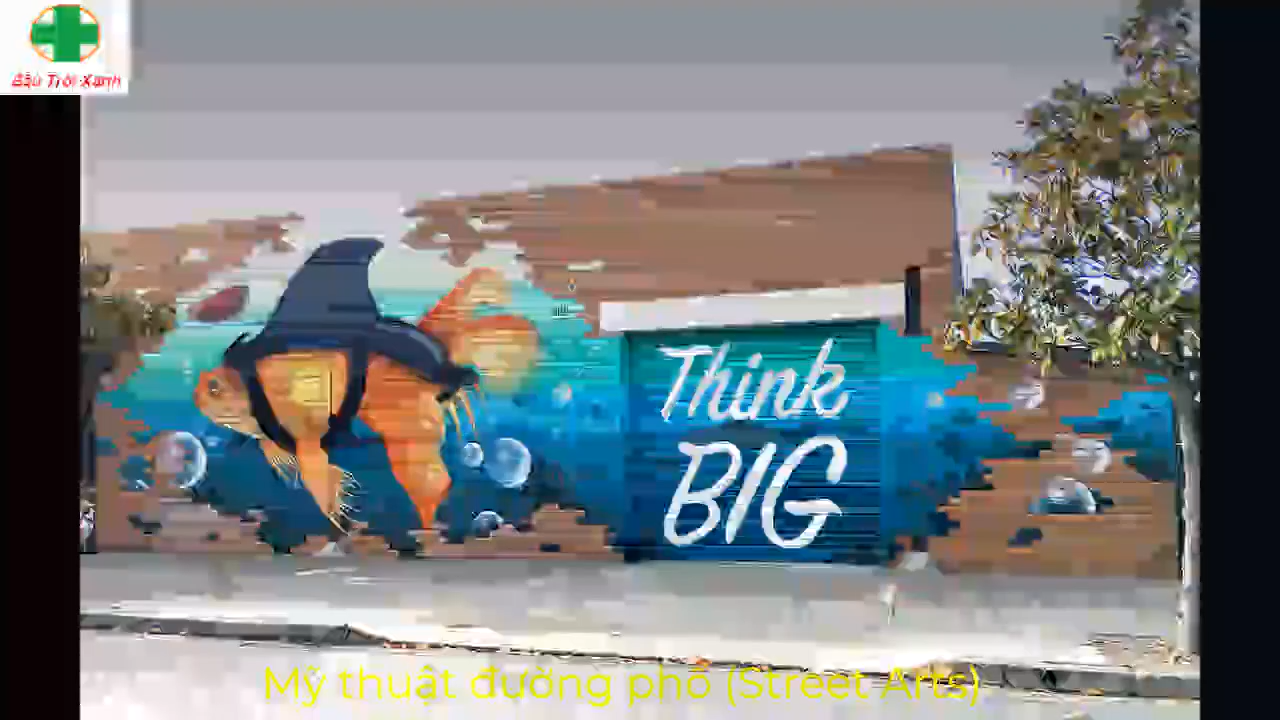 Bầu Trời Xanh
Think
BIG
Mỹ thuật đường phố (Street Arts)